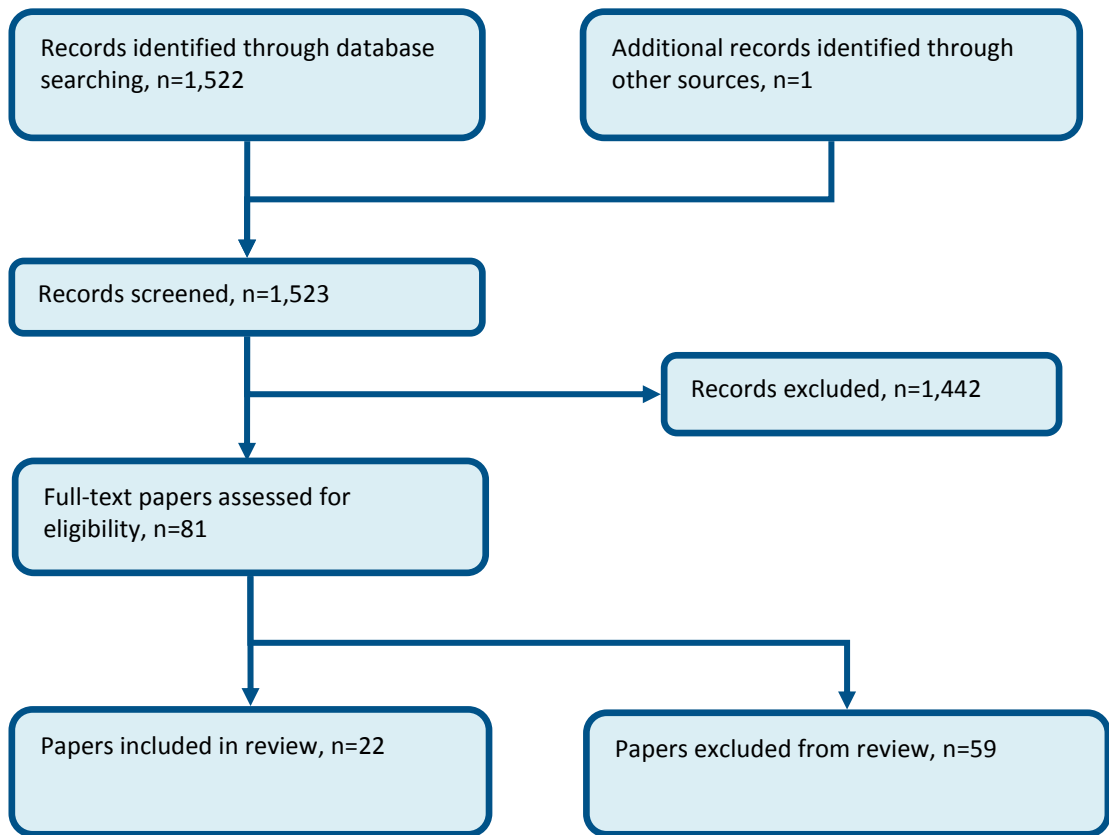 Records identified through database
searching, n=1,522
Additional records identified through
other sources, n=1
Records screened, n=1,523
Records excluded, n=1,442
Full-text papers assessed for
eligibility, n=81
Papers included in review, n=22
Papers excluded from review, n=59